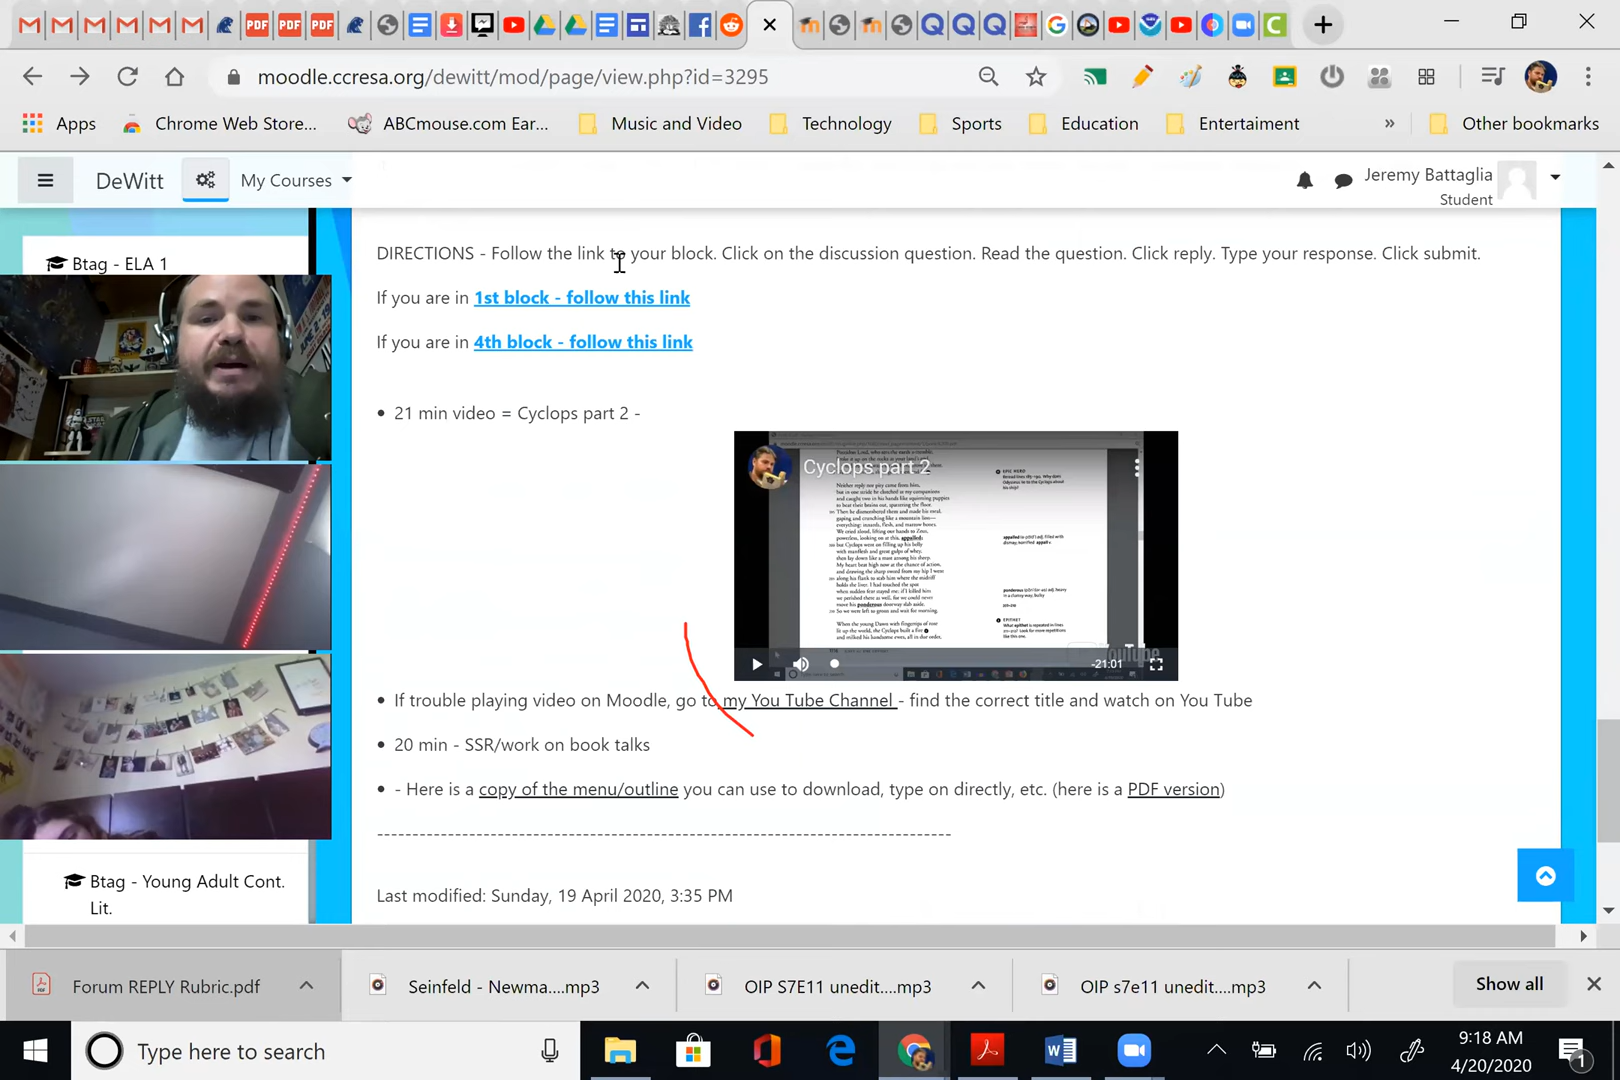 PDF PDF PDF
moodle.ccresa.org/dewitt/mod/page/view.php?id=3295
Apps Chrome Web Store... ABCmouse.com Ear... Music and Video Technology Sports Education Entertaiment » Other bookmarks
DeWitt My Courses Jeremy Battaglia
Student
Btag - ELA 1
DIRECTIONS - Follow the link to your block. Click on the discussion question. Read the question. Click reply. Type your response. Click submit.
If you are in 1st block - follow this link
If you are in 4th block - follow this link
• 21 min video = Cyclops part 2 -
Cyclops part 2
-21:01
• If trouble playing video on Moodle, go to my You Tube Channel - find the correct title and watch on You Tube
• 20 min - SSR/work on book talks
• - Here is a copy of the menu/outline you can use to download, type on directly, etc. (here is a PDF version)
Btag - Young Adult Cont.
Lit.
Last modified: Sunday, 19 April 2020, 3:35 PM
Forum REPLY Rubric.pdf Seinfeld - Newma....mp3 OIP S7E11 unedit....mp3 OIP s7e11 unedit....mp3 Show all
Type here to search
9:18 AM
4/20/2020
1